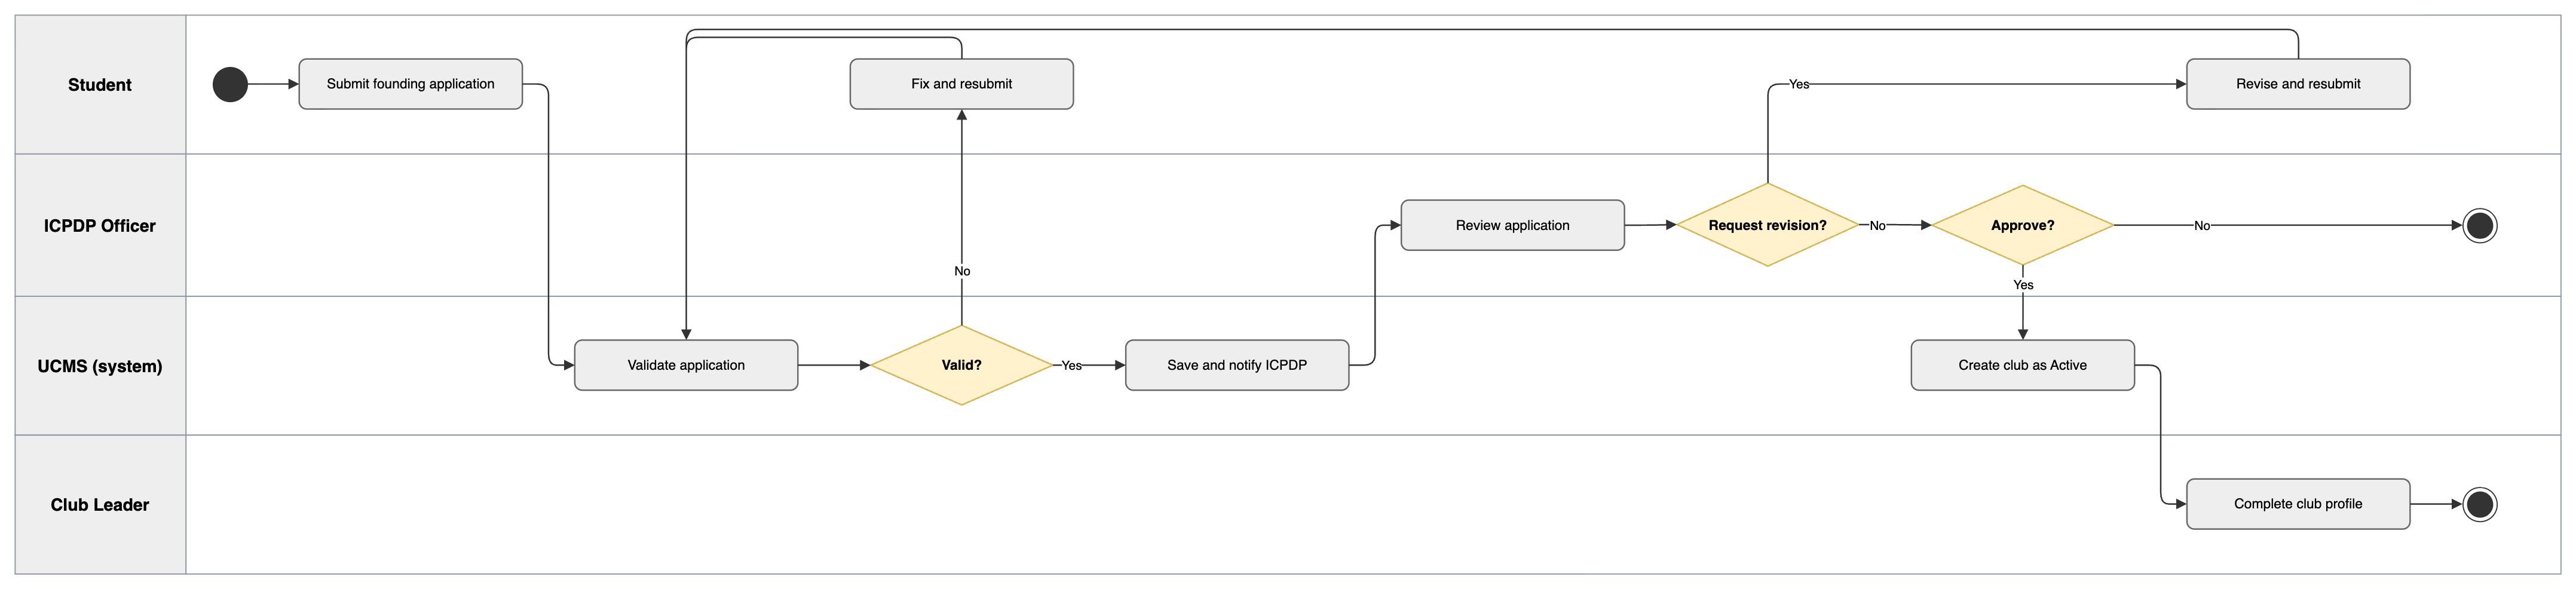 Student
Submit founding application
Fix and resubmit
Yes
Revise and resubmit
ICPDP Officer
No
Review application
Request revision?
No
Approve?
No
Yes
UCMS (system)
Validate application
Valid?
Yes
Save and notify ICPDP
Create club as Active
Club Leader
Complete club profile